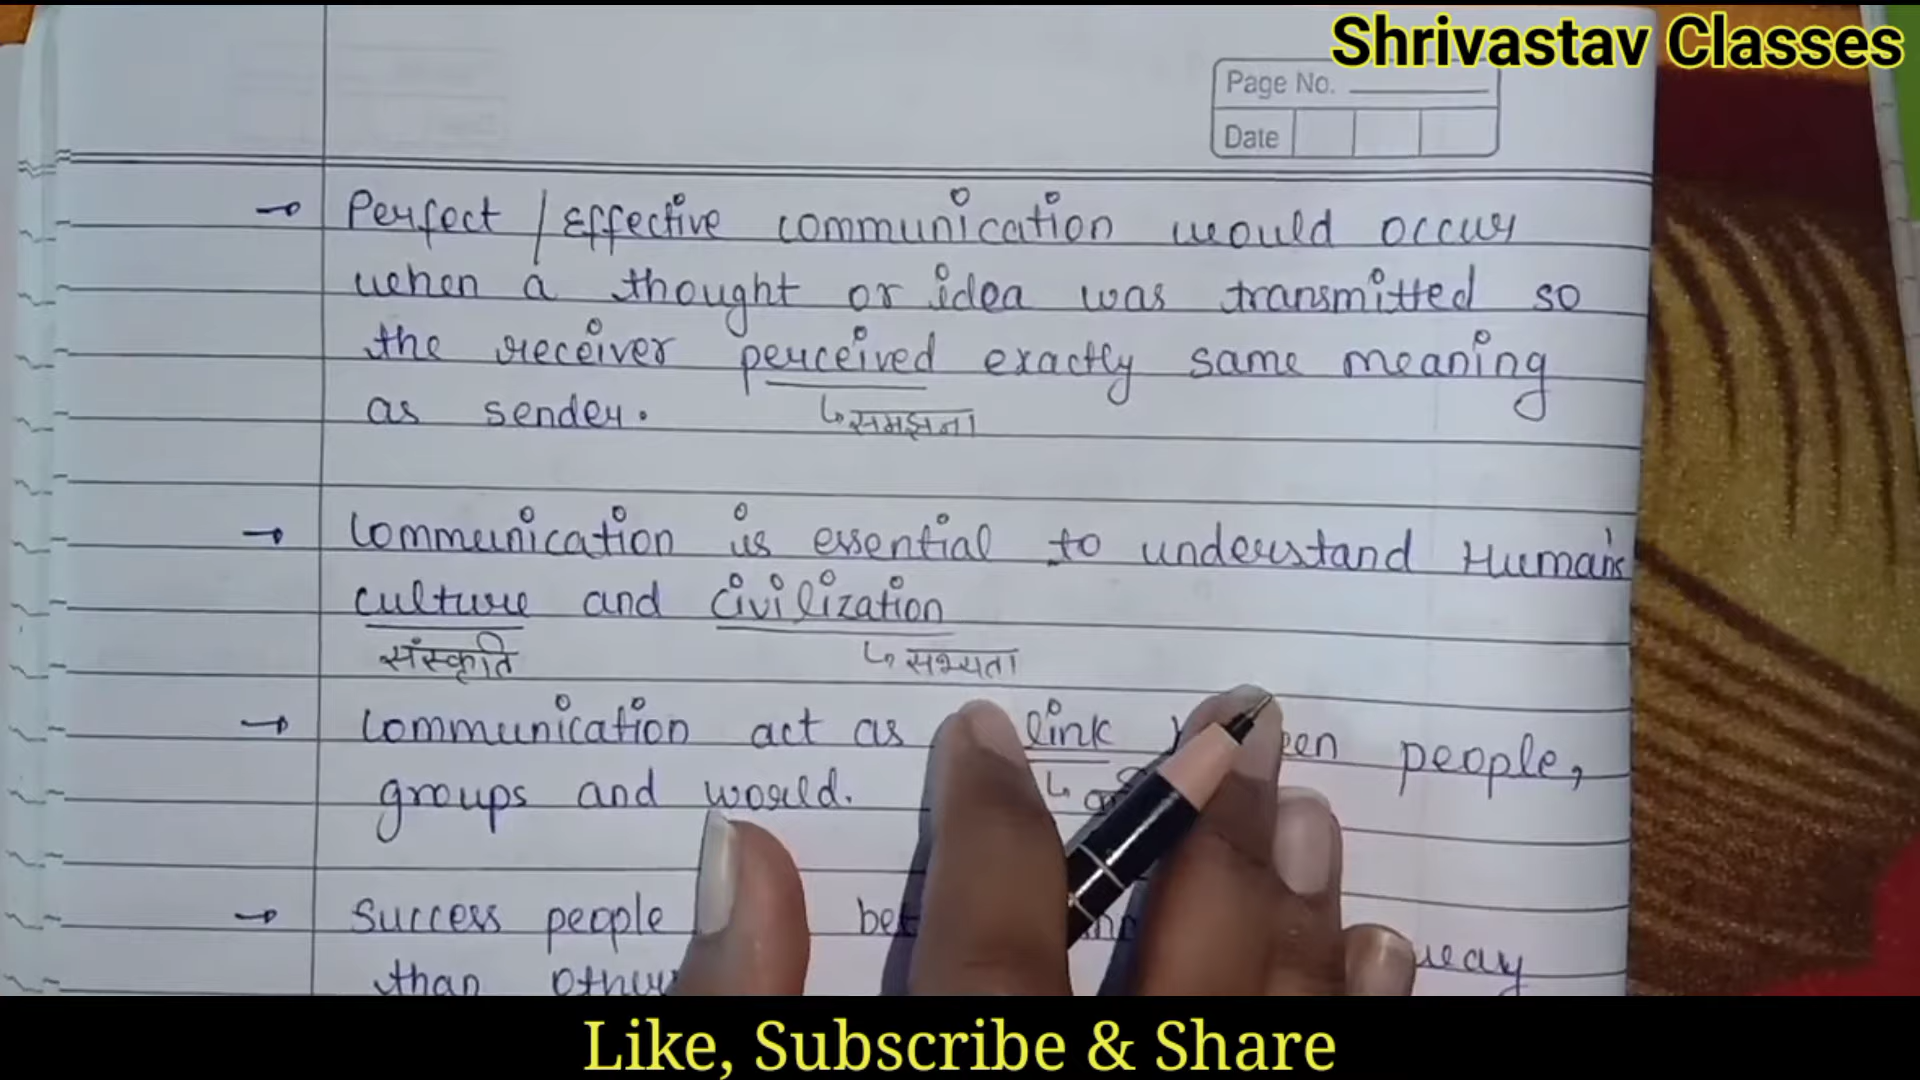 Shrivastav Classes
Page No.
Date
→ Perfect / Effective communication would occur
when a thought or idea was transmitted so
the receiver perceived exactly same meaning
as sender.
↳ समझना
→ Communication is essential to understand Human's
culture and civilization
संस्कृति ↳ सभ्यता
→ Communication act as link people,
groups and world.
→ Success people way
than
Like, Subscribe & Share